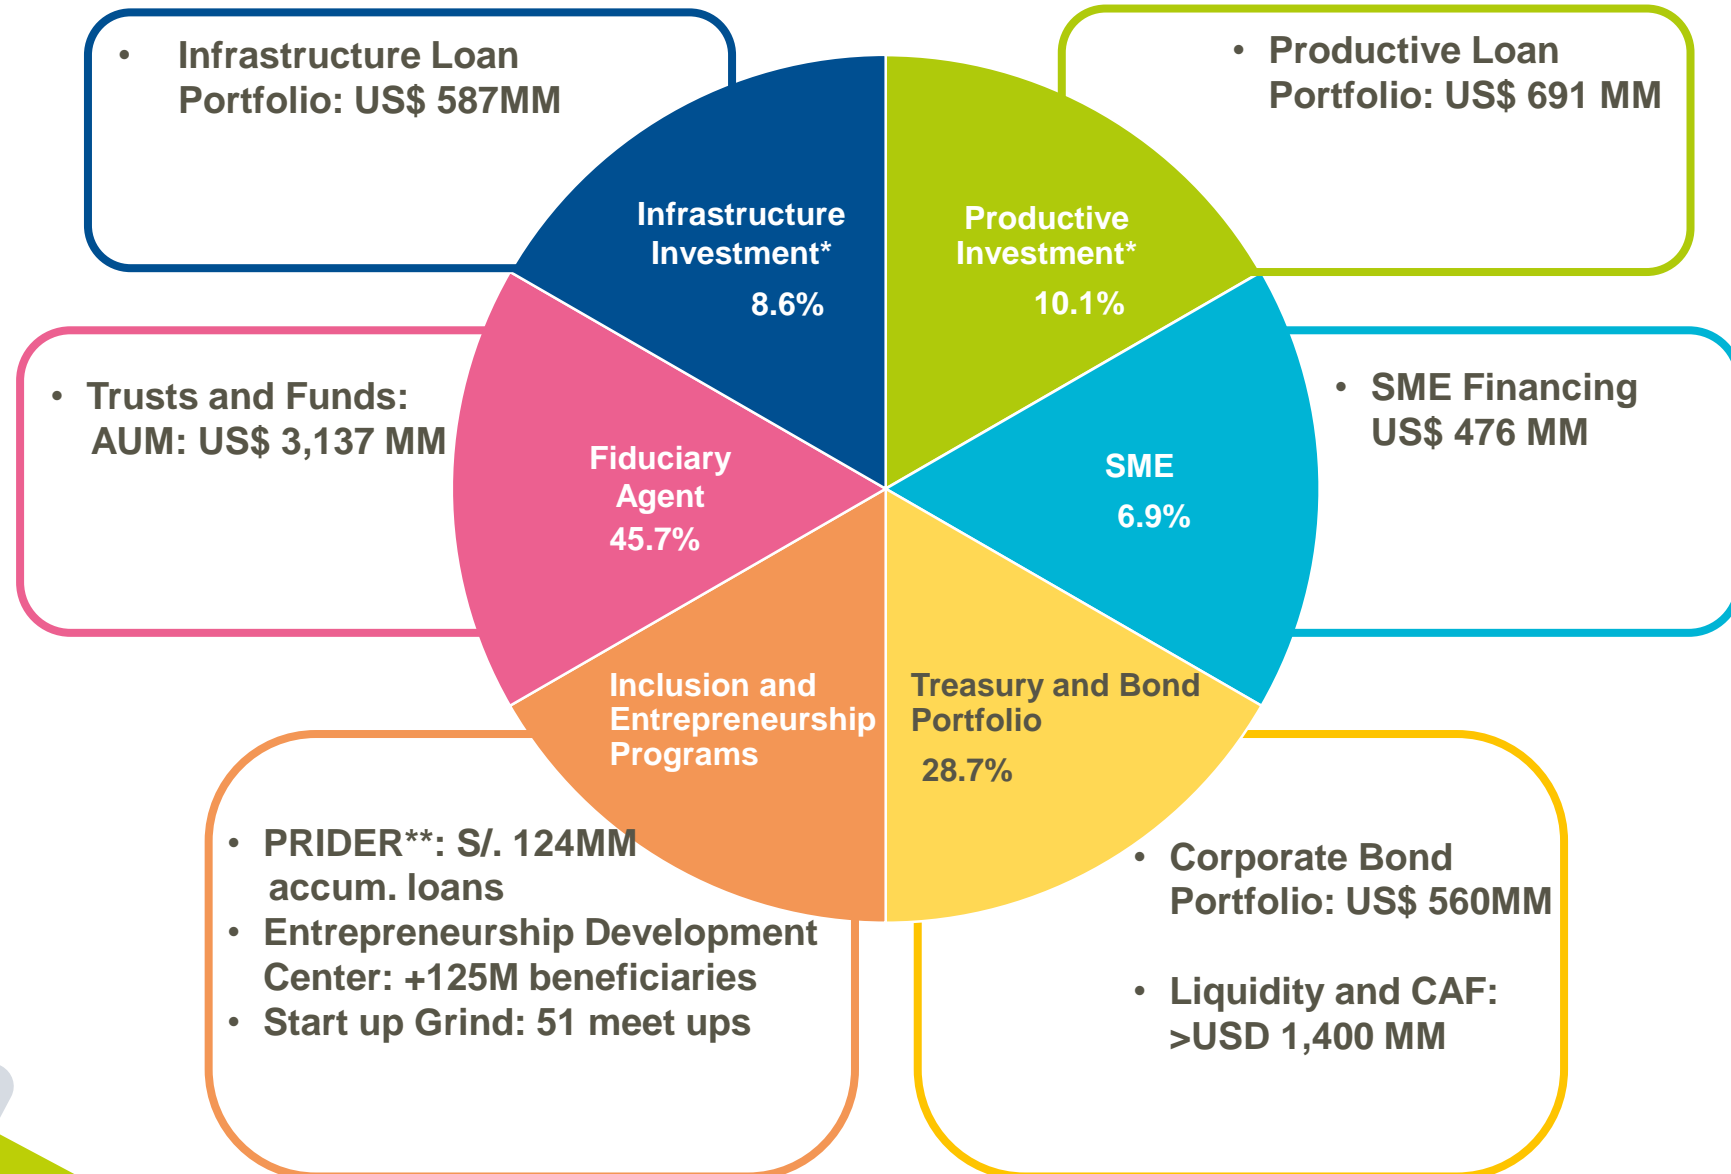 • Infrastructure Loan
Portfolio: US$ 587MM
• Productive Loan
Portfolio: US$ 691 MM
Infrastructure
Investment*
8.6%
Productive
Investment*
10.1%
• Trusts and Funds:
AUM: US$ 3,137 MM
• SME Financing
US$ 476 MM
Fiduciary
Agent
45.7%
SME
6.9%
Inclusion and
Entrepreneurship
Programs
Treasury and Bond
Portfolio
28.7%
• PRIDER**: S/. 124MM
accum. loans
• Entrepreneurship Development
Center: +125M beneficiaries
• Start up Grind: 51 meet ups
• Corporate Bond
Portfolio: US$ 560MM
• Liquidity and CAF:
>USD 1,400 MM